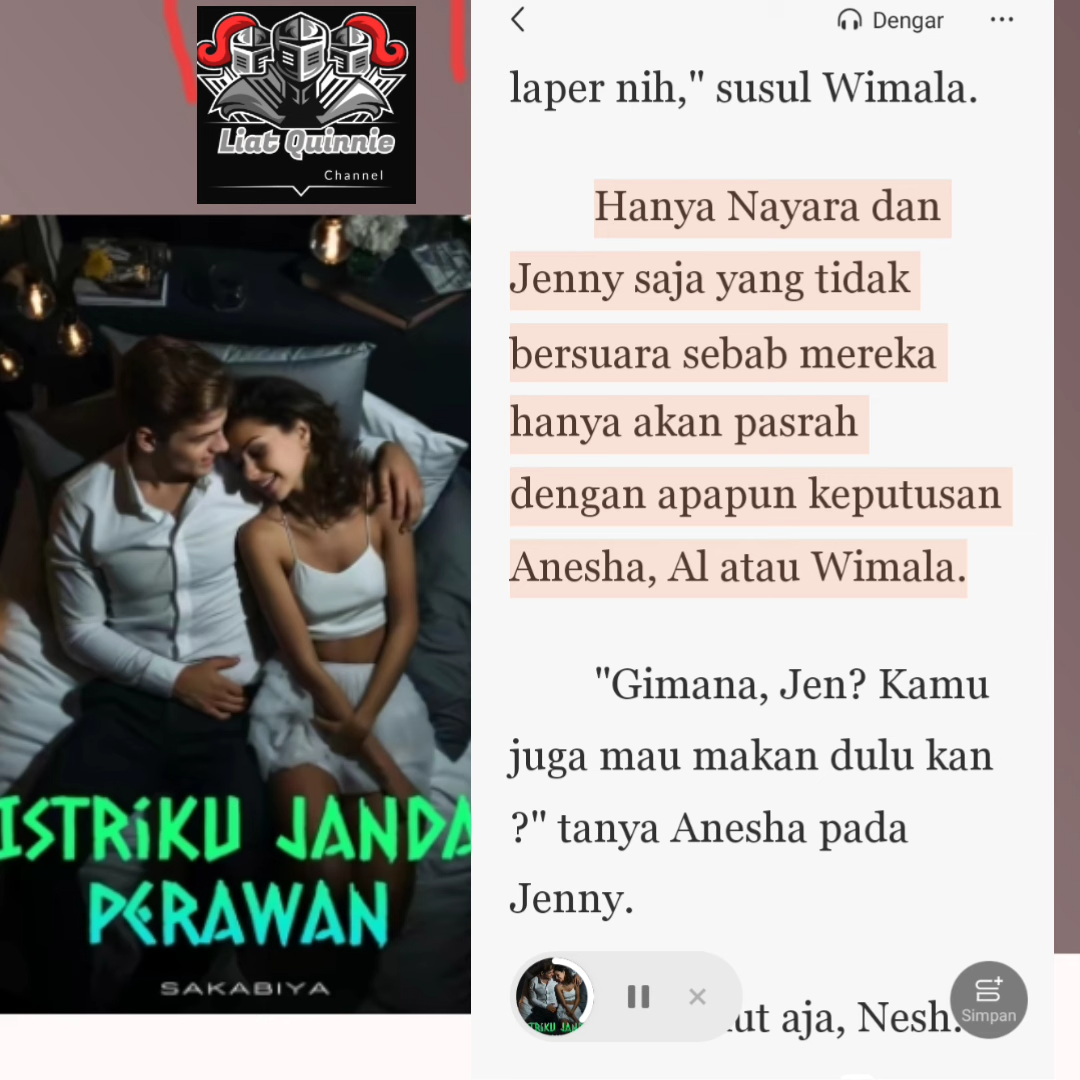 Liat Quinnie
Channel
ISTRIKU JANDA
PERAWAN
SAKABIYA
Dengar
laper nih," susul Wimala.
Hanya Nayara dan
Jenny saja yang tidak
bersuara sebab mereka
hanya akan pasrah
dengan apapun keputusan
Anesha, Al atau Wimala.
"Gimana, Jen? Kamu
juga mau makan dulu kan
?" tanya Anesha pada
Jenny.
aja, Nesh.
Simpan